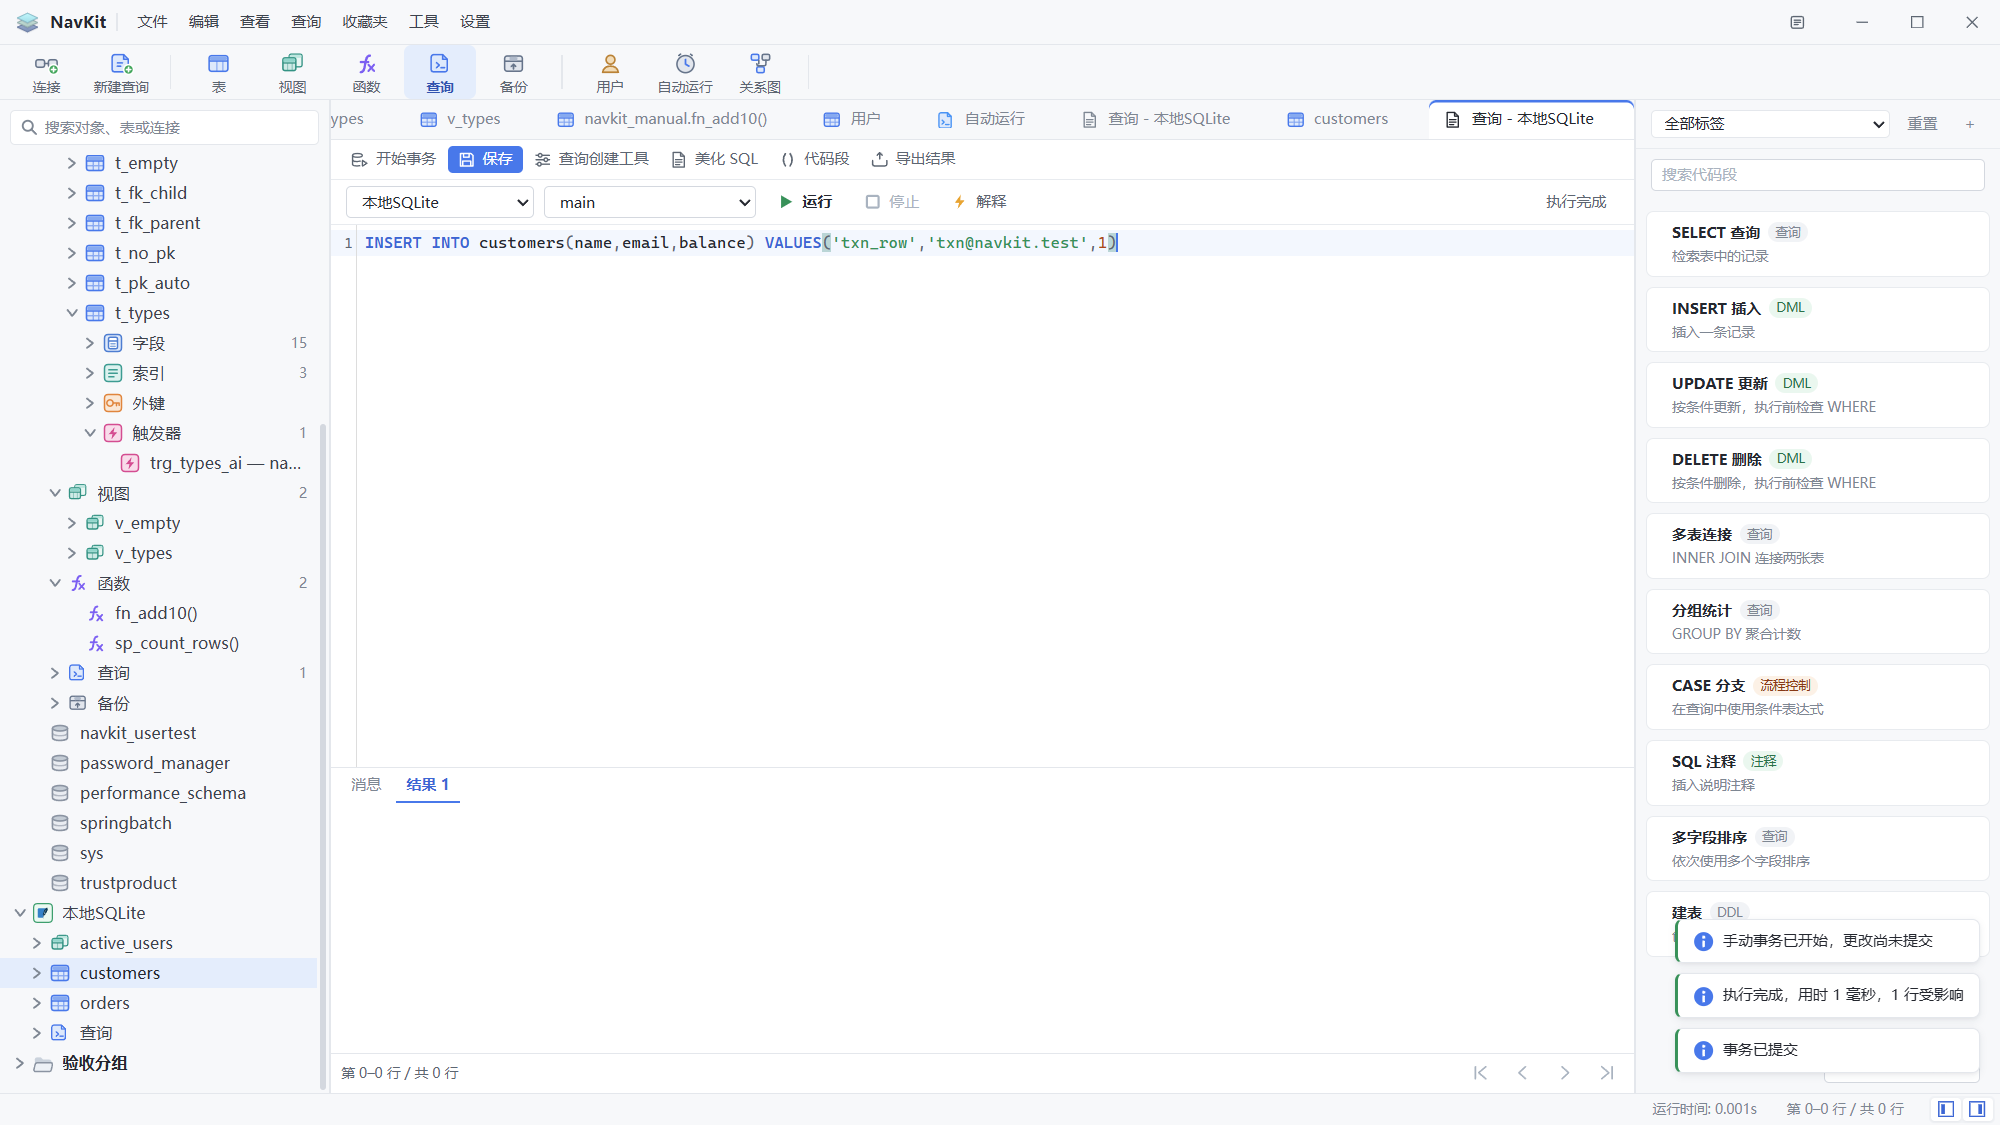 NavKit 文件 编辑 查看 查询 收藏夹 工具 设置
连接 新建查询 表 视图 函数 查询 备份 用户 自动运行 关系图
搜索对象、表或连接
t_empty
t_fk_child
t_fk_parent
t_no_pk
t_pk_auto
t_types
字段 15
索引 3
外键
触发器 1
trg_types_ai — na...
视图 2
v_empty
v_types
函数 2
fn_add10()
sp_count_rows()
查询 1
备份
navkit_usertest
password_manager
performance_schema
springbatch
sys
trustproduct
本地SQLite
active_users
customers
orders
查询
验收分组
ypes v_types navkit_manual.fn_add10() 用户 自动运行 查询 - 本地SQLite customers 查询 - 本地SQLite
开始事务 保存 查询创建工具 美化 SQL () 代码段 导出结果
本地SQLite main 运行 停止 解释 执行完成
1 INSERT INTO customers(name,email,balance) VALUES('txn_row','txn@navkit.test',1)
消息 结果 1
第 0–0 行 / 共 0 行
全部标签 重置 +
搜索代码段
SELECT 查询 查询
检索表中的记录
INSERT 插入 DML
插入一条记录
UPDATE 更新 DML
按条件更新，执行前检查 WHERE
DELETE 删除 DML
按条件删除，执行前检查 WHERE
多表连接 查询
INNER JOIN 连接两张表
分组统计 查询
GROUP BY 聚合计数
CASE 分支 流程控制
在查询中使用条件表达式
SQL 注释 注释
插入说明注释
多字段排序 查询
依次使用多个字段排序
建表 DDL
手动事务已开始，更改尚未提交
执行完成，用时 1 毫秒，1 行受影响
事务已提交
运行时间: 0.001s 第 0–0 行 / 共 0 行